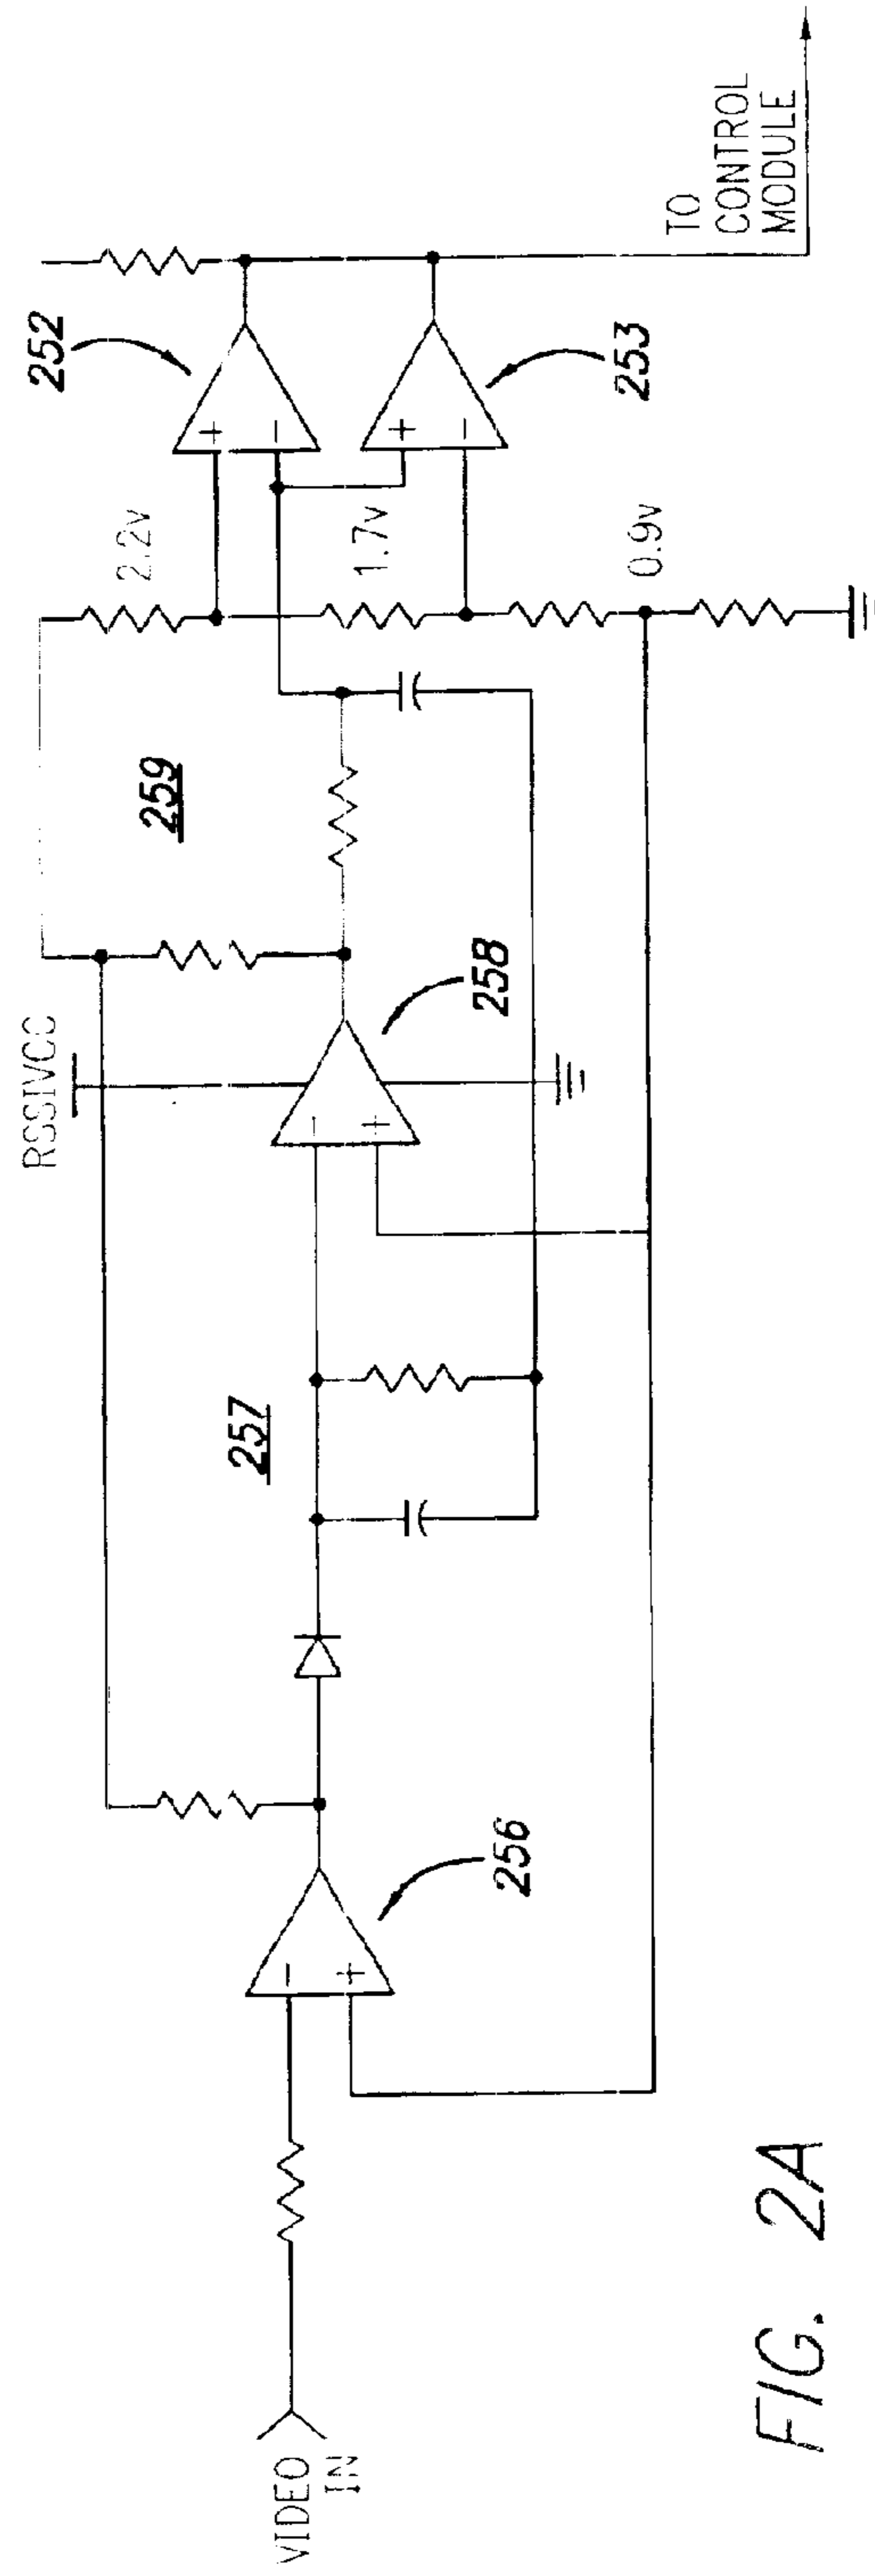 VIDEO
IN
256
257
RSSIVCC
258
259
2.2v
1.7v
0.9v
252
253
TO
CONTROL
MODULE
+
−
+
−
−
+
−
+
FIG. 2A